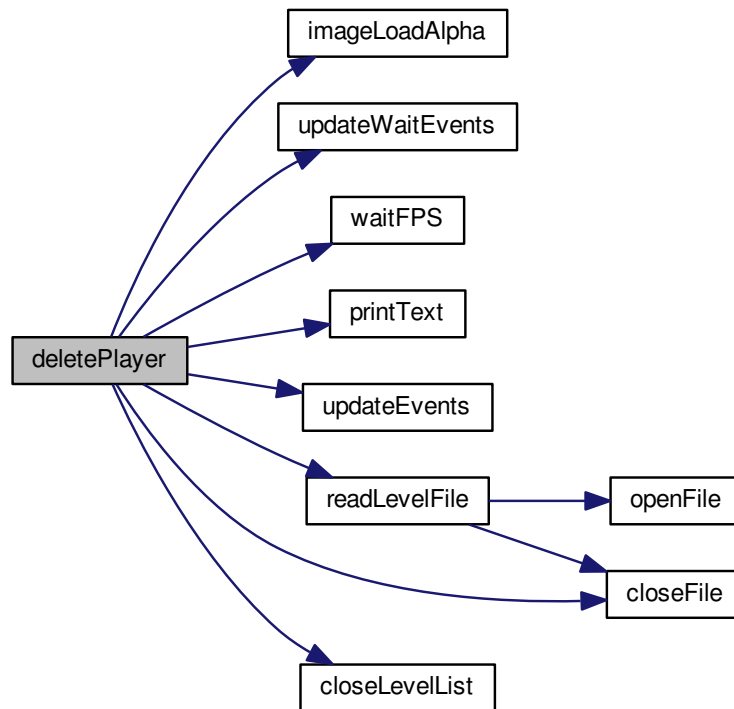 imageLoadAlpha
updateWaitEvents
waitFPS
printText
deletePlayer
updateEvents
readLevelFile
openFile
closeFile
closeLevelList